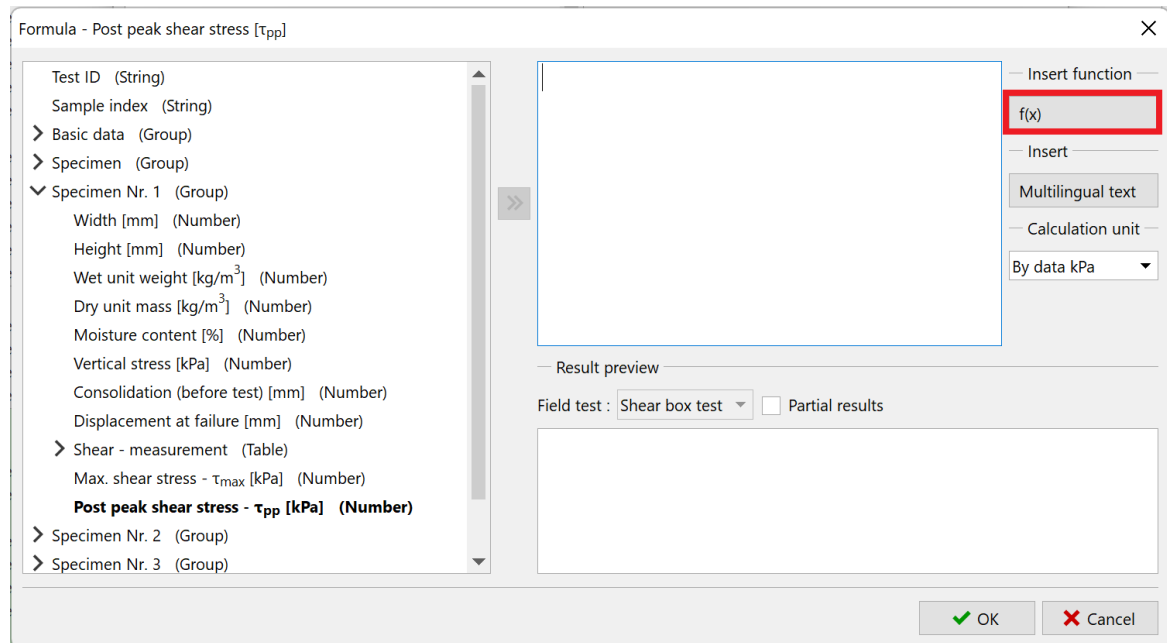 Formula - Post peak shear stress [τpp]
Test ID (String)
Sample index (String)
Basic data (Group)
Specimen (Group)
Specimen Nr. 1 (Group)
Width [mm] (Number)
Height [mm] (Number)
Wet unit weight [kg/m³] (Number)
Dry unit mass [kg/m³] (Number)
Moisture content [%] (Number)
Vertical stress [kPa] (Number)
Consolidation (before test) [mm] (Number)
Displacement at failure [mm] (Number)
Shear - measurement (Table)
Max. shear stress - τmax [kPa] (Number)
Post peak shear stress - τpp [kPa] (Number)
Specimen Nr. 2 (Group)
Specimen Nr. 3 (Group)
Insert function
f(x)
Insert
Multilingual text
Calculation unit
By data kPa
Result preview
Field test : Shear box test Partial results
OK Cancel